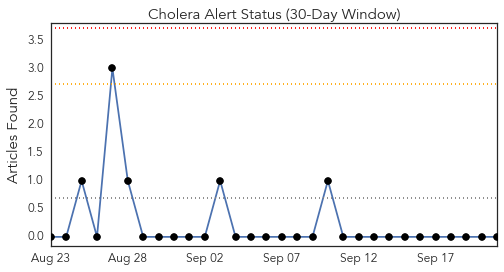 Cholera Alert Status (30-Day Window)
Articles Found
3.5
3.0
2.5
2.0
1.5
1.0
0.5
0.0
Aug 23
Aug 28
Sep 02
Sep 07
Sep 12
Sep 17